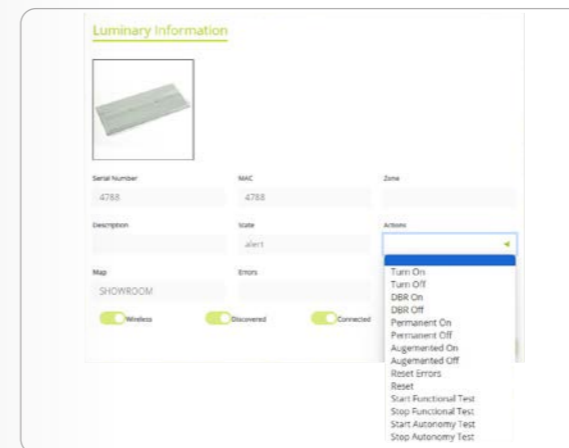 Luminary Information
Serial Number
MAC
Zone
4788
4788
Description
State
Actions
alert
Map
Errors
SHOWROOM
Wireless
Discovered
Connected
Turn On
Turn Off
DBR On
DBR Off
Permanent On
Permanent Off
Augemented On
Augemented Off
Reset Errors
Reset
Start Functional Test
Stop Functional Test
Start Autonomy Test
Stop Autonomy Test